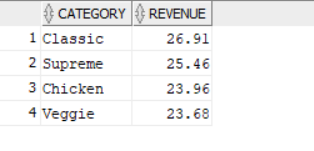 CATEGORY REVENUE
1 Classic 26.91
2 Supreme 25.46
3 Chicken 23.96
4 Veggie 23.68